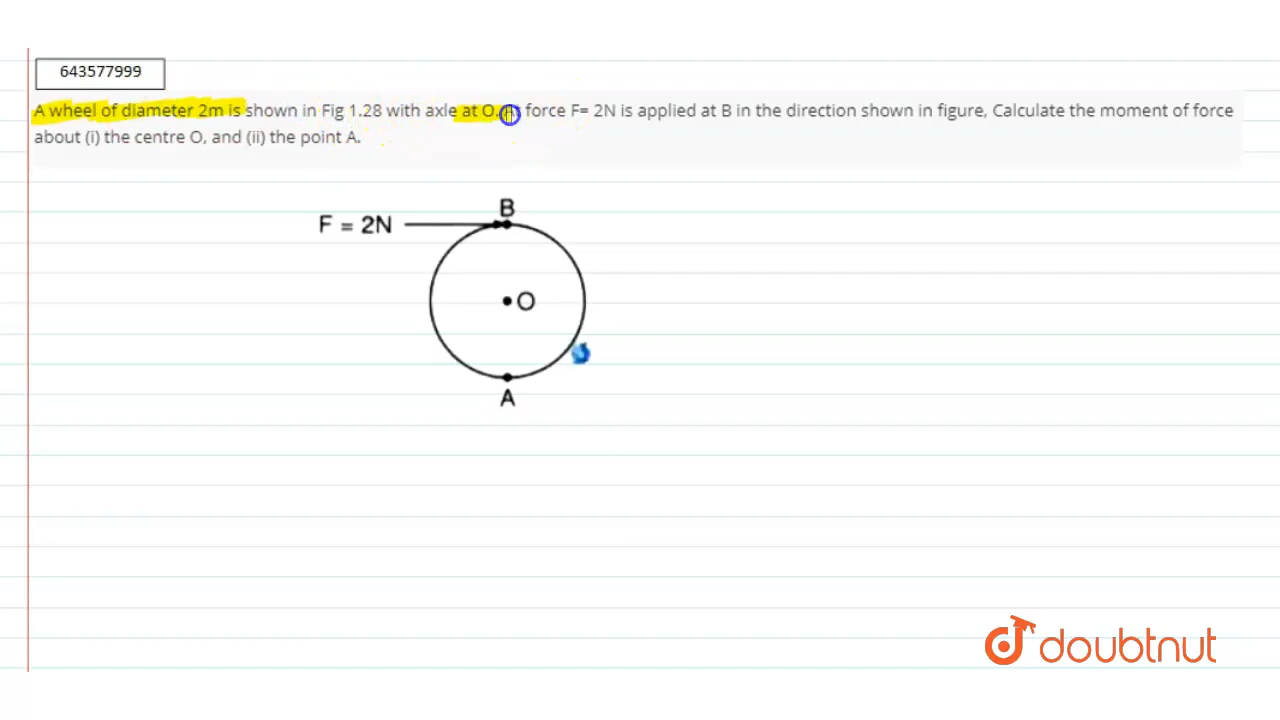 643577999
A wheel of diameter 2m is shown in Fig 1.28 with axle at O. A force F= 2N is applied at B in the direction shown in figure, Calculate the moment of force
about (i) the centre O, and (ii) the point A.
B
F = 2N
O
A
doubtnut